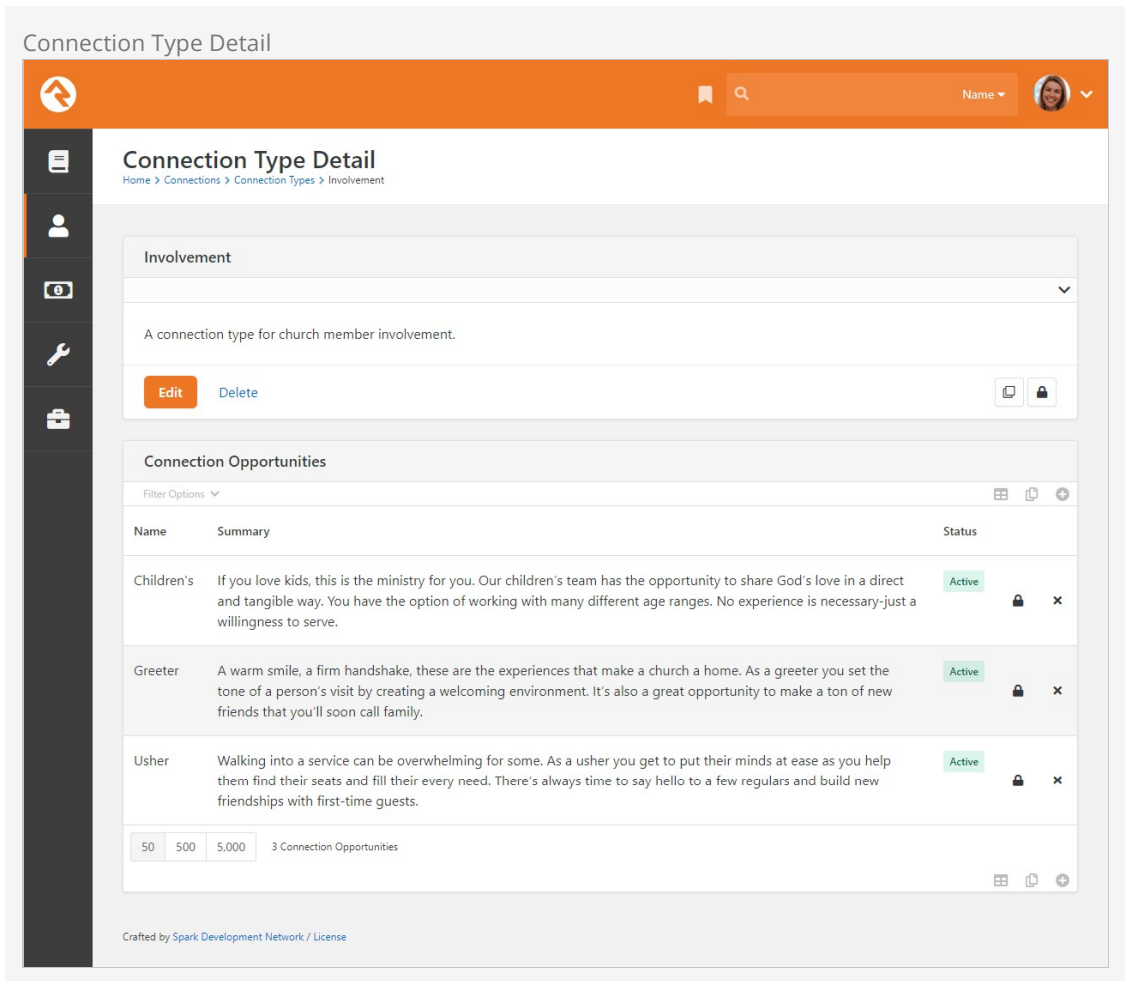 Connection Type Detail
Name
Connection Type Detail
Home > Connections > Connection Types > Involvement
Involvement
A connection type for church member involvement.
Edit Delete
Connection Opportunities
Filter Options
Name Summary Status
Children's If you love kids, this is the ministry for you. Our children's team has the opportunity to share God's love in a direct Active
and tangible way. You have the option of working with many different age ranges. No experience is necessary-just a
willingness to serve.
Greeter A warm smile, a firm handshake, these are the experiences that make a church a home. As a greeter you set the Active
tone of a person's visit by creating a welcoming environment. It's also a great opportunity to make a ton of new
friends that you'll soon call family.
Usher Walking into a service can be overwhelming for some. As a usher you get to put their minds at ease as you help Active
them find their seats and fill their every need. There's always time to say hello to a few regulars and build new
friendships with first-time guests.
50 500 5,000 3 Connection Opportunities
Crafted by Spark Development Network / License